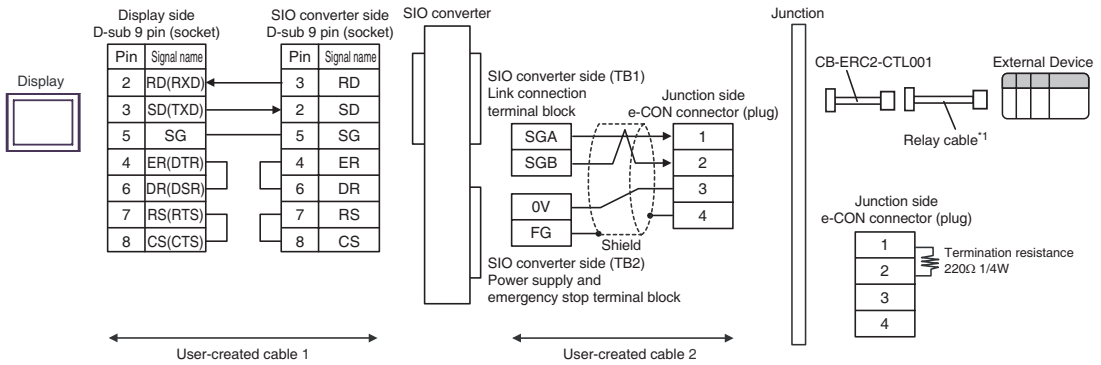 Display
Display side
D-sub 9 pin (socket)
Pin Signal name
2 RD(RXD)
3 SD(TXD)
5 SG
4 ER(DTR)
6 DR(DSR)
7 RS(RTS)
8 CS(CTS)
SIO converter side
D-sub 9 pin (socket)
Pin Signal name
3 RD
2 SD
5 SG
4 ER
6 DR
7 RS
8 CS
User-created cable 1
SIO converter
SIO converter side (TB1)
Link connection
terminal block
SGA
SGB
0V
FG
Shield
SIO converter side (TB2)
Power supply and
emergency stop terminal block
Junction side
e-CON connector (plug)
1
2
3
4
User-created cable 2
Junction
CB-ERC2-CTL001
External Device
Relay cable*1
Junction side
e-CON connector (plug)
1
2
3
4
Termination resistance
220Ω 1/4W